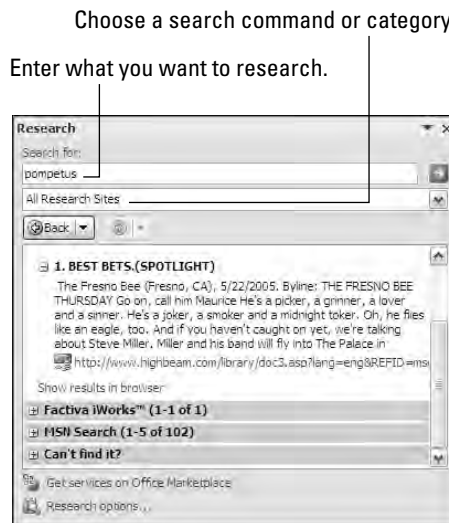 Choose a search command or category
Enter what you want to research.
Research
Search for:
pompetus
All Research Sites
Back
1. BEST BETS.(SPOTLIGHT)
The Fresno Bee (Fresno, CA), 5/22/2005. Byline: THE FRESNO BEE
THURSDAY Go on, call him Maurice He's a picker, a grinner, a lover
and a sinner. He's a joker, a smoker and a midnight toker. Oh, he flies
like an eagle, too. And if you haven't caught on yet, we're talking
about Steve Miller. Miller and his band will fly into The Palace in
http://www.highbeam.com/library/doc3.asp?lang=eng&REFID=ms
Show results in browser
Factiva iWorks™ (1-1 of 1)
MSN Search (1-5 of 102)
Can't find it?
Get services on Office Marketplace
Research options...